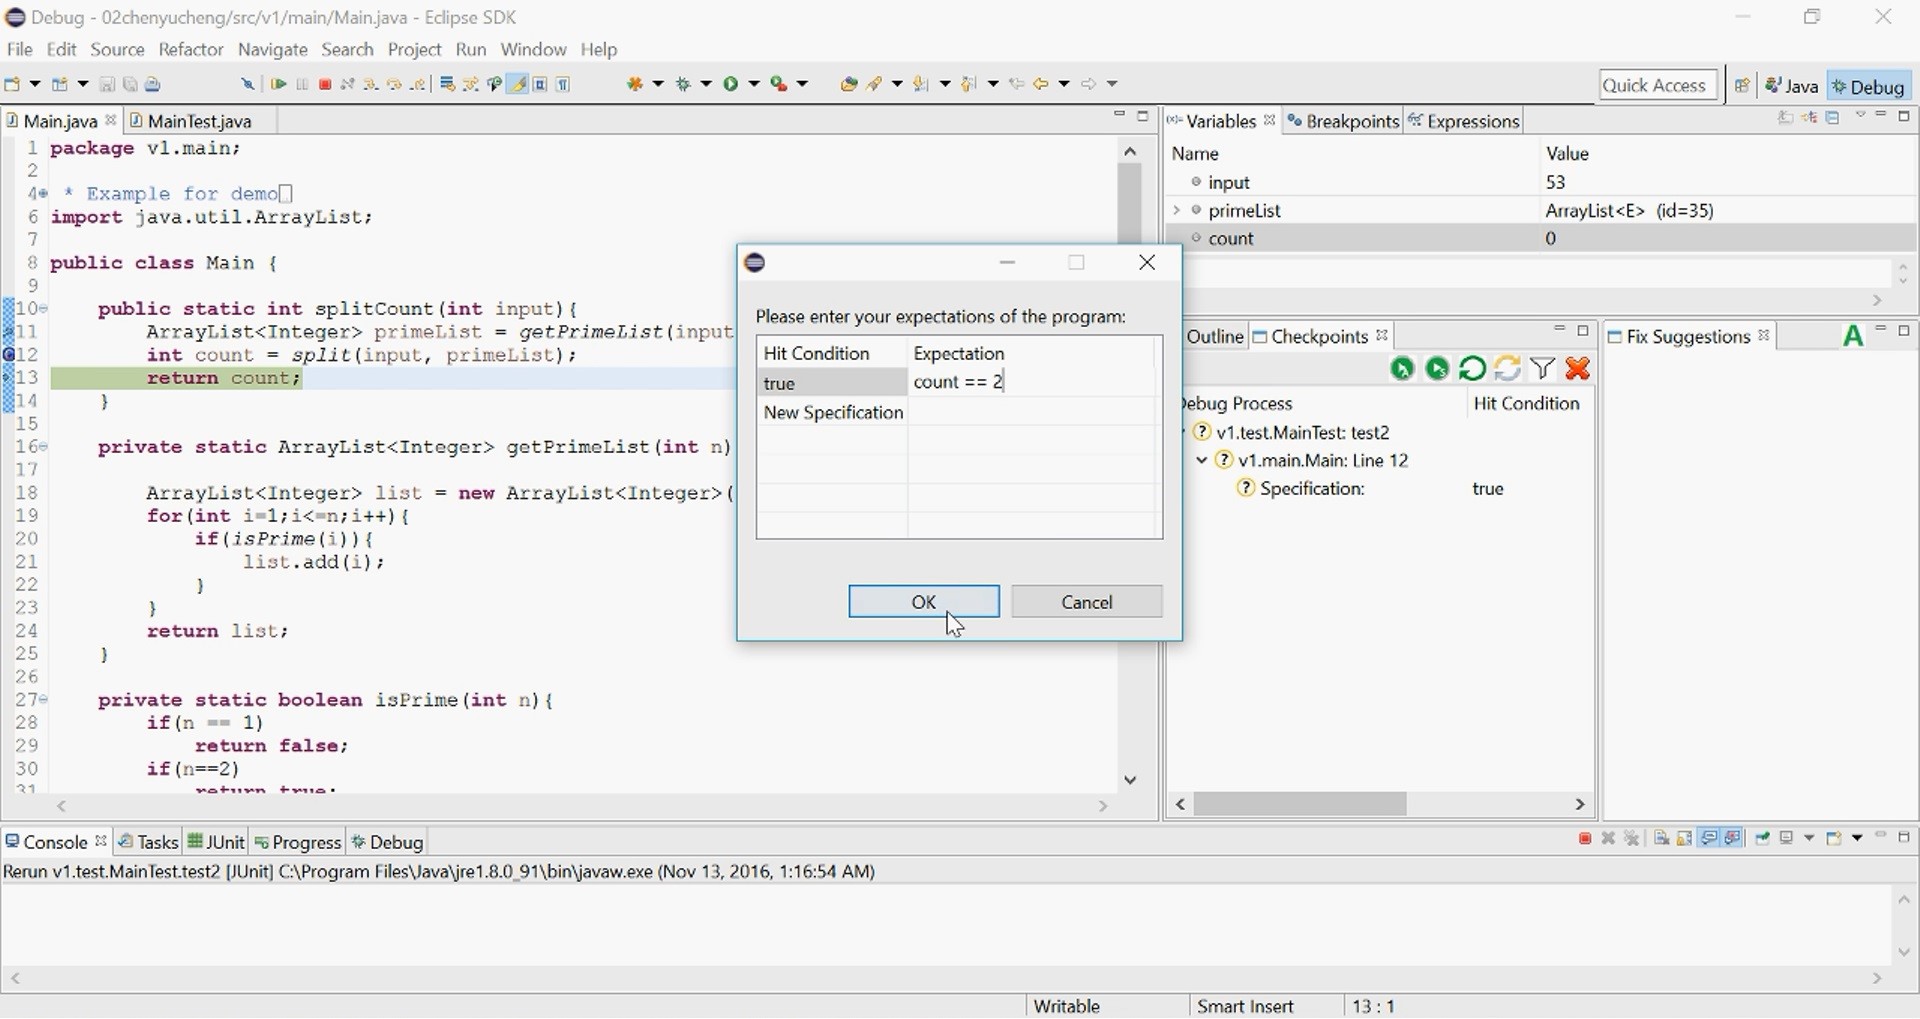 Debug - 02chenyucheng/src/v1/main/Main.java - Eclipse SDK
File Edit Source Refactor Navigate Search Project Run Window Help
Quick Access Java Debug
Main.java MainTest.java
1 package v1.main;
2
4 * Example for demo
6 import java.util.ArrayList;
7
8 public class Main {
9
10 public static int splitCount(int input){
11 ArrayList<Integer> primeList = getPrimeList(input
12 int count = split(input, primeList);
13 return count;
14 }
15
16 private static ArrayList<Integer> getPrimeList(int n)
17
18 ArrayList<Integer> list = new ArrayList<Integer>(
19 for(int i=1;i<=n;i++){
20 if(isPrime(i)){
21 list.add(i);
22 }
23 }
24 return list;
25 }
26
27 private static boolean isPrime(int n){
28 if(n == 1)
29 return false;
30 if(n==2)
31 return true;
(x)= Variables Breakpoints Expressions
Name Value
input 53
primeList ArrayList<E> (id=35)
count 0
Please enter your expectations of the program:
Hit Condition Expectation
true count == 2
New Specification
OK Cancel
Outline Checkpoints
ebug Process Hit Condition
v1.test.MainTest: test2
v1.main.Main: Line 12
Specification: true
Fix Suggestions A
Console Tasks JUnit Progress Debug
Rerun v1.test.MainTest.test2 [JUnit] C:\Program Files\Java\jre1.8.0_91\bin\javaw.exe (Nov 13, 2016, 1:16:54 AM)
Writable Smart Insert 13 : 1